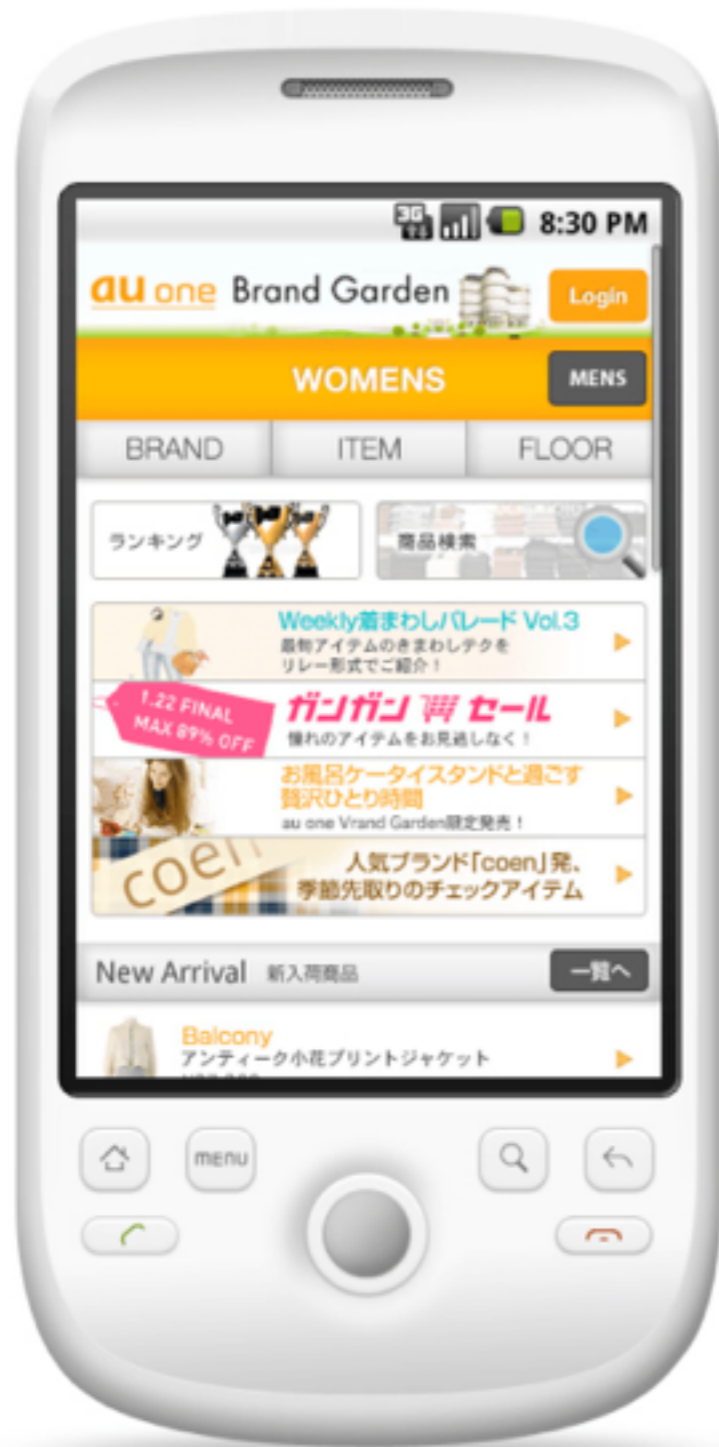 3G 8:30 PM
au one Brand Garden Login
WOMENS MENS
BRAND ITEM FLOOR
ランキング 商品検索
Weekly着まわしパレード Vol.3
最旬アイテムのきまわしテクを
リレー形式でご紹介！
1.22 FINAL
MAX 89% OFF
ガンガン セール
憧れのアイテムをお見逃しなく！
お風呂ケータイスタンドと過ごす
贅沢ひとり時間
au one Vrand Garden限定発売！
coen
人気ブランド「coen」発、
季節先取りのチェックアイテム
New Arrival 新入荷商品 一覧へ
Balcony
アンティーク小花プリントジャケット
menu